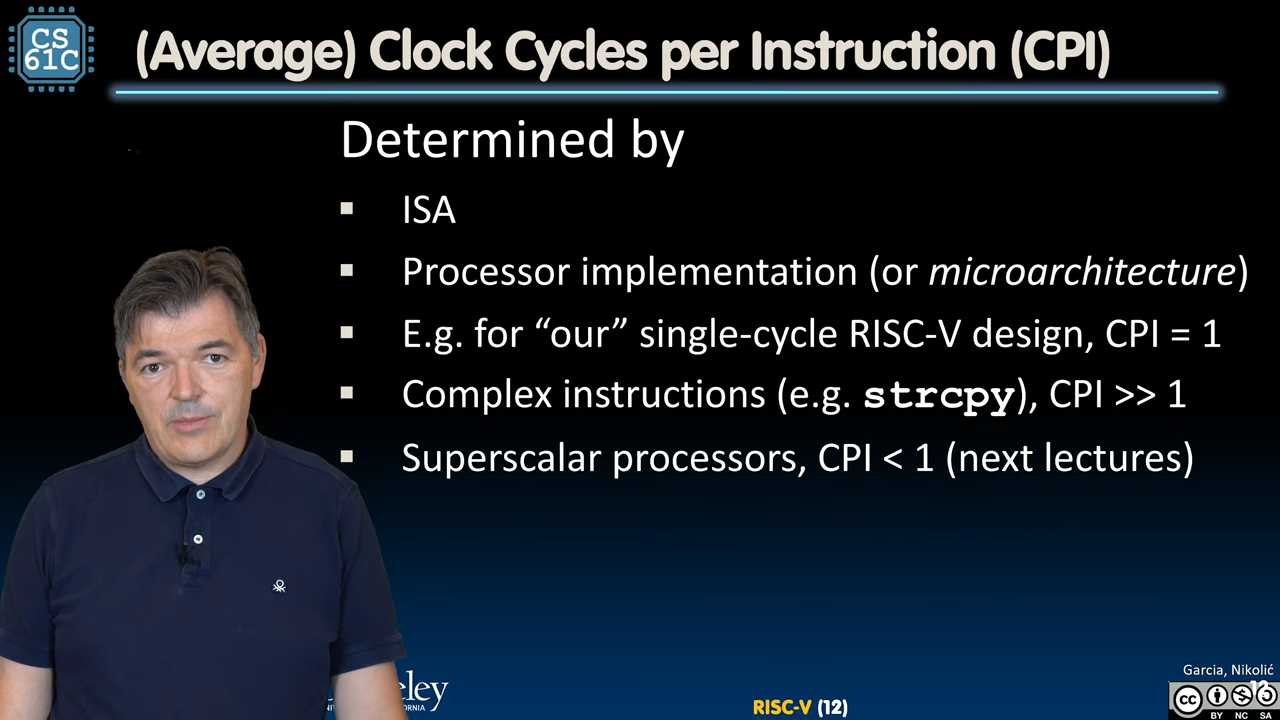 CS
61C
(Average) Clock Cycles per Instruction (CPI)
Determined by
▪ ISA
▪ Processor implementation (or microarchitecture)
▪ E.g. for “our” single-cycle RISC-V design, CPI = 1
▪ Complex instructions (e.g. strcpy), CPI >> 1
▪ Superscalar processors, CPI < 1 (next lectures)
Garcia, Nikolić
RISC-V (12)
cc
BY NC SA